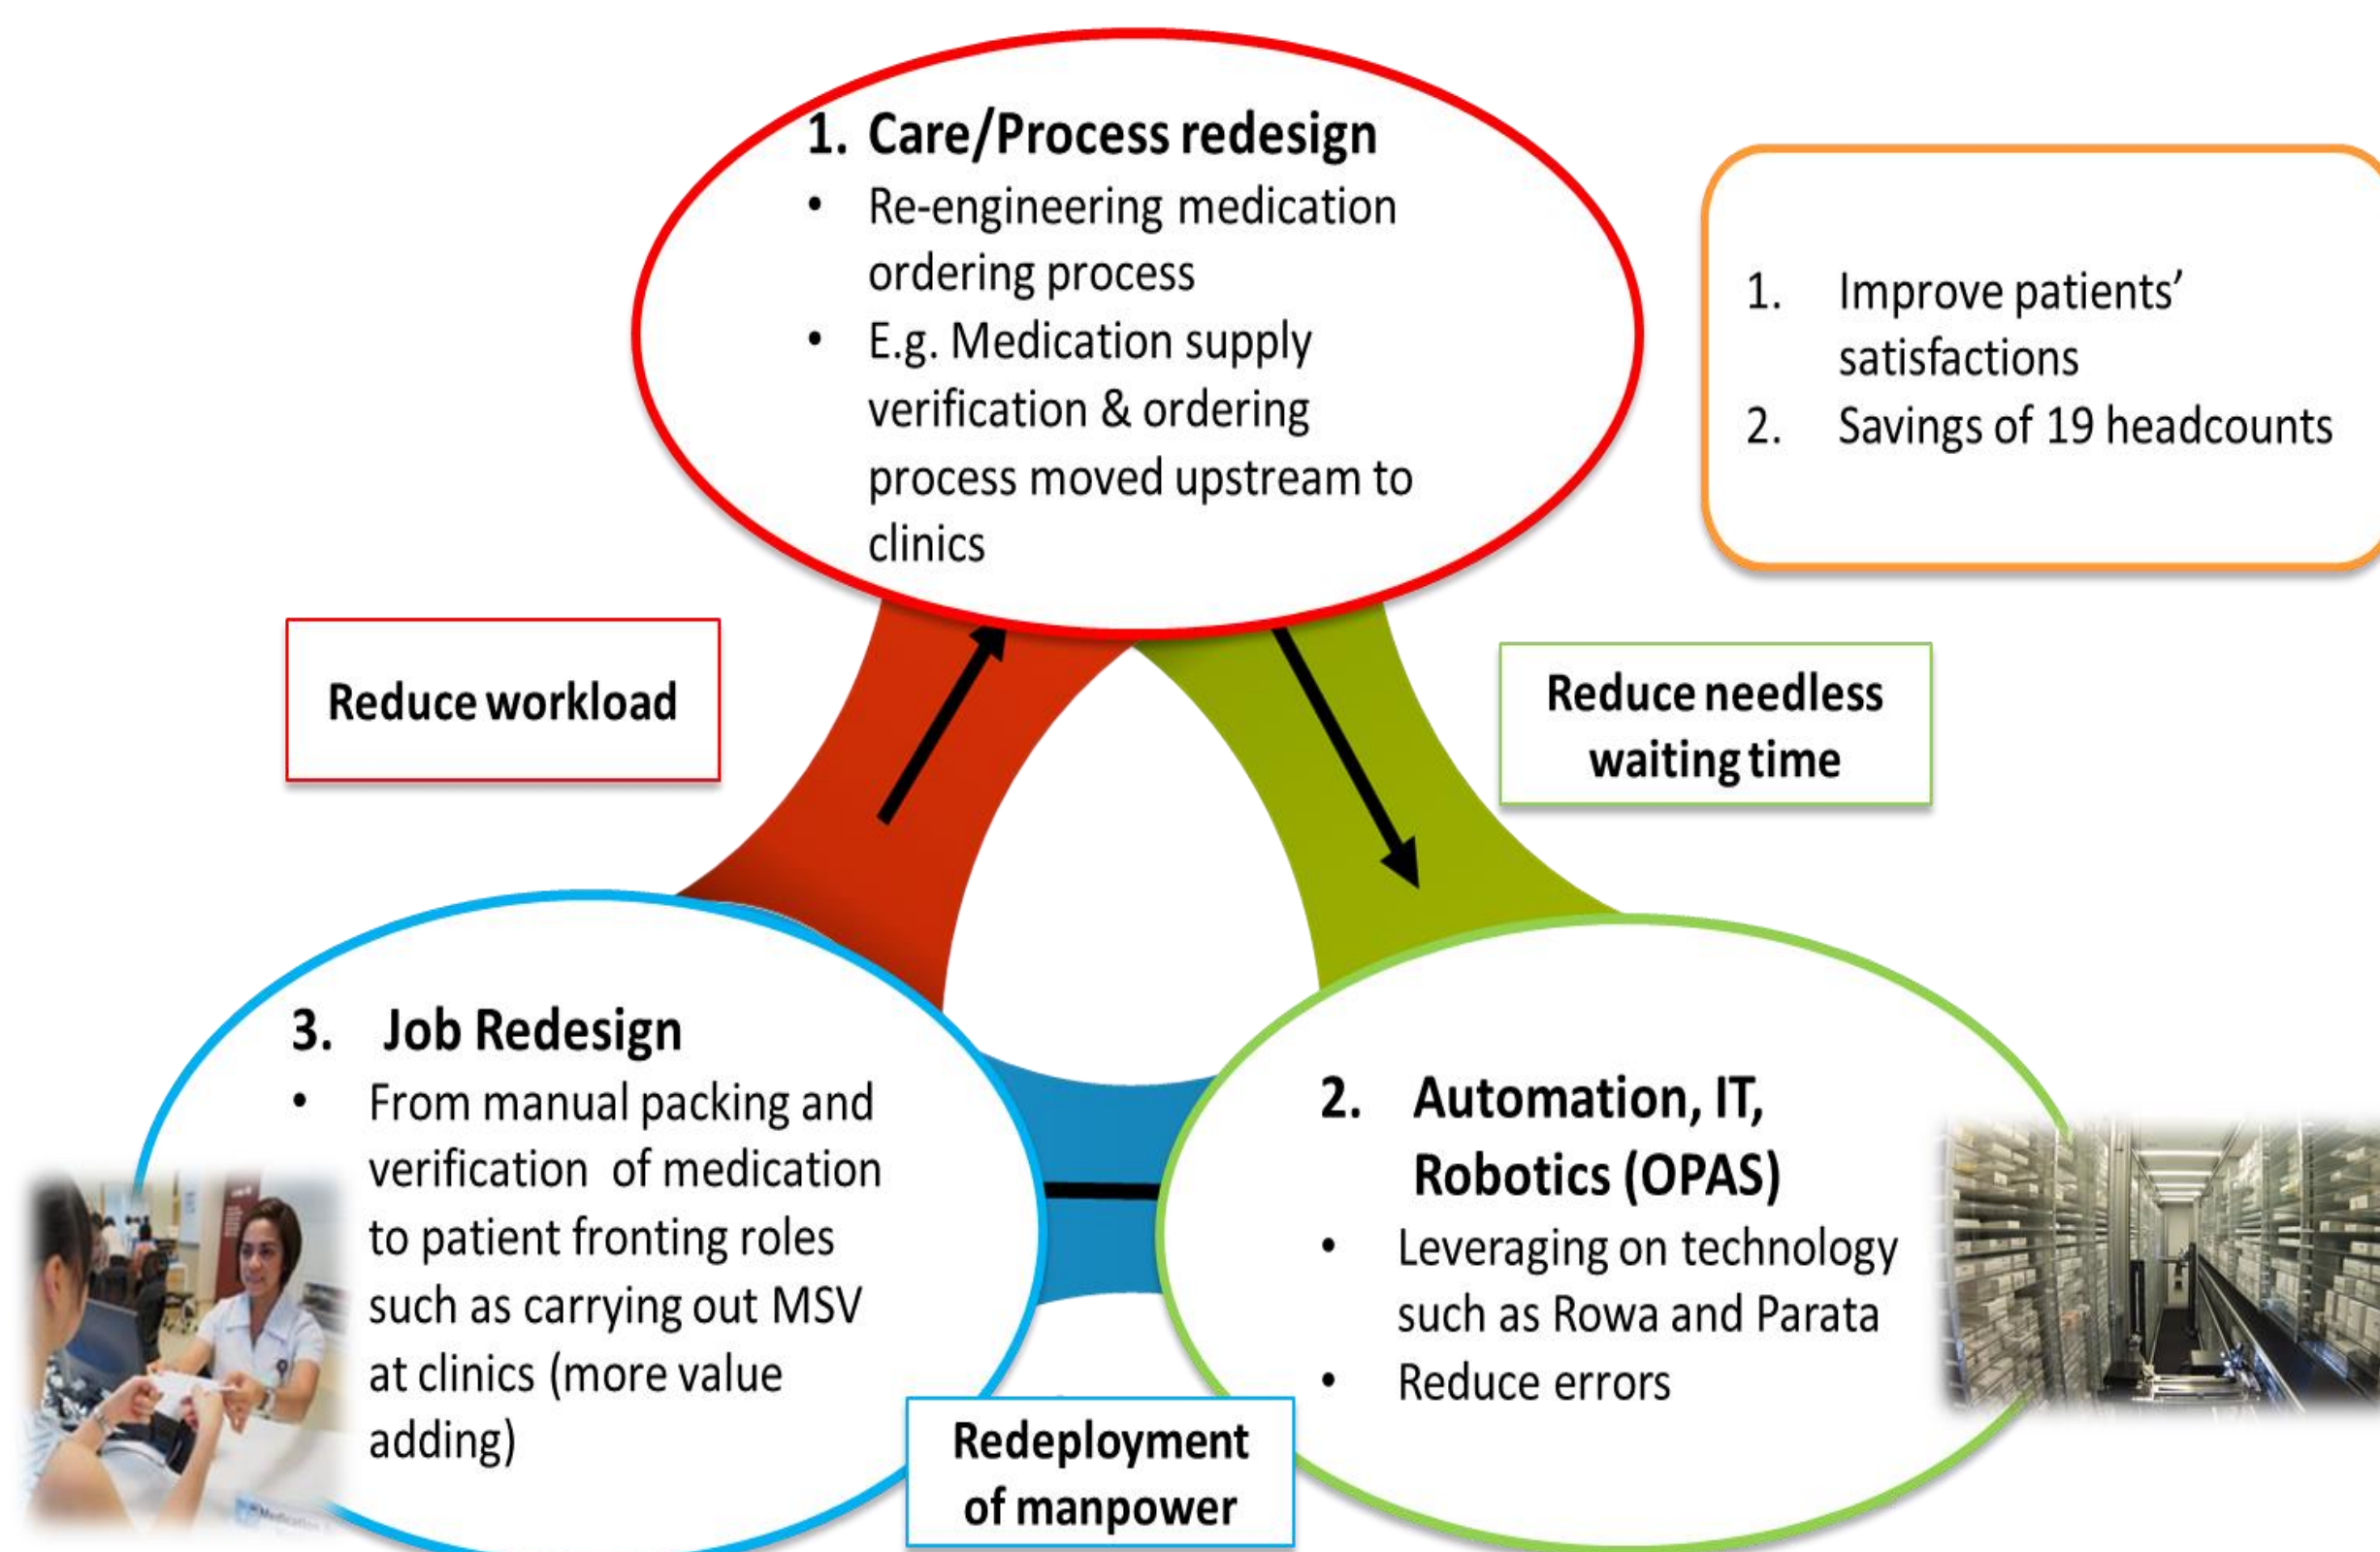 1. Care/Process redesign
• Re-engineering medication
ordering process
• E.g. Medication supply
verification & ordering
process moved upstream to
clinics
1. Improve patients’
satisfactions
2. Savings of 19 headcounts
Reduce workload
Reduce needless
waiting time
3. Job Redesign
• From manual packing and
verification of medication
to patient fronting roles
such as carrying out MSV
at clinics (more value
adding)
2. Automation, IT,
Robotics (OPAS)
• Leveraging on technology
such as Rowa and Parata
• Reduce errors
Redeployment
of manpower